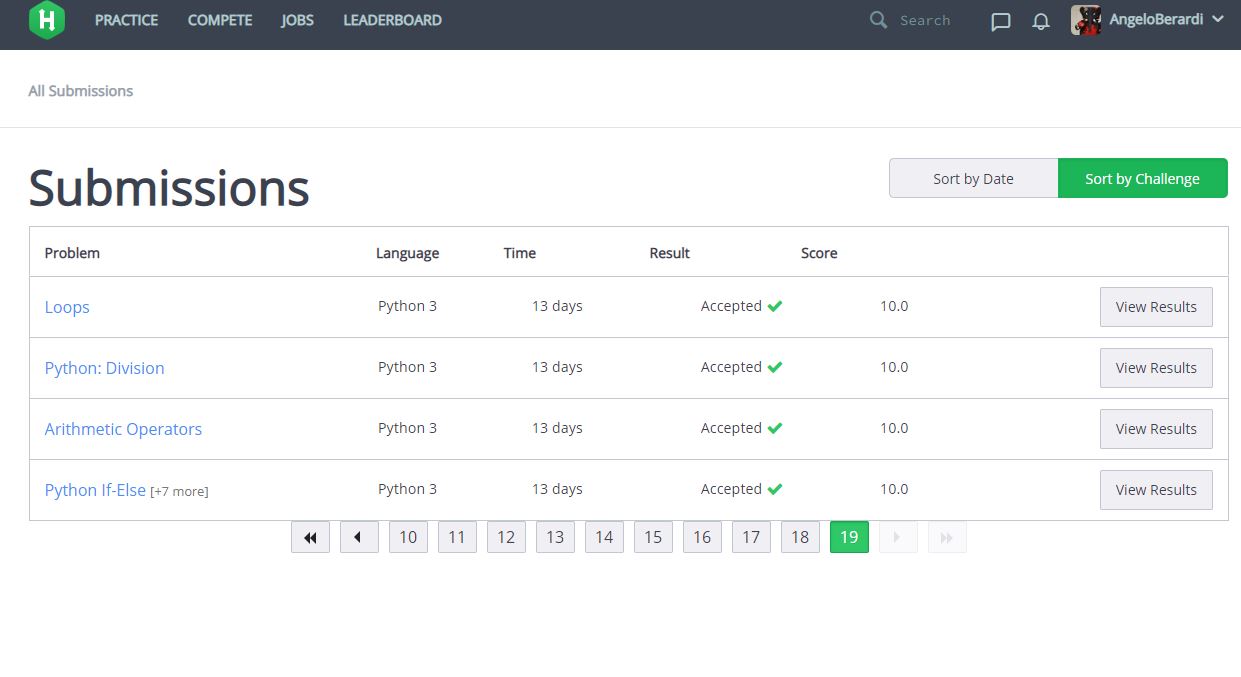 H PRACTICE COMPETE JOBS LEADERBOARD Search AngeloBerardi
All Submissions
Submissions
Sort by Date Sort by Challenge
Problem Language Time Result Score
Loops Python 3 13 days Accepted 10.0 View Results
Python: Division Python 3 13 days Accepted 10.0 View Results
Arithmetic Operators Python 3 13 days Accepted 10.0 View Results
Python If-Else [+7 more] Python 3 13 days Accepted 10.0 View Results
10 11 12 13 14 15 16 17 18 19